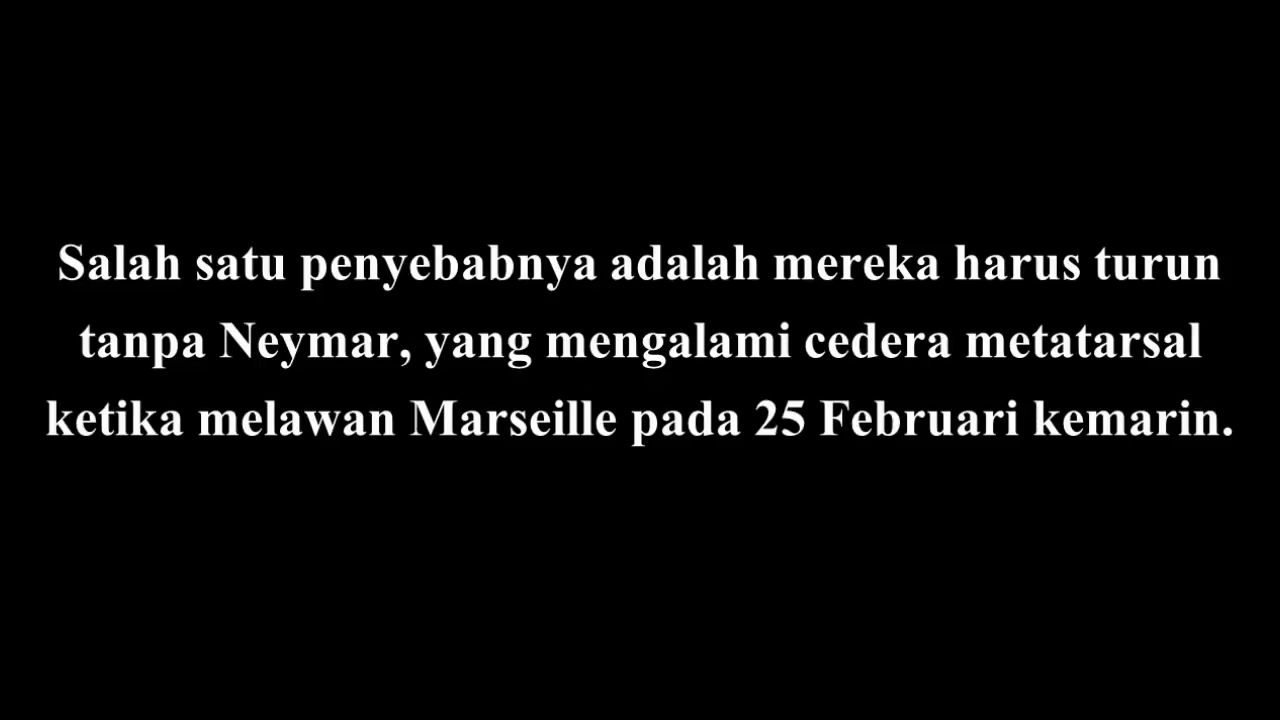 Salah satu penyebabnya adalah mereka harus turun
tanpa Neymar, yang mengalami cedera metatarsal
ketika melawan Marseille pada 25 Februari kemarin.